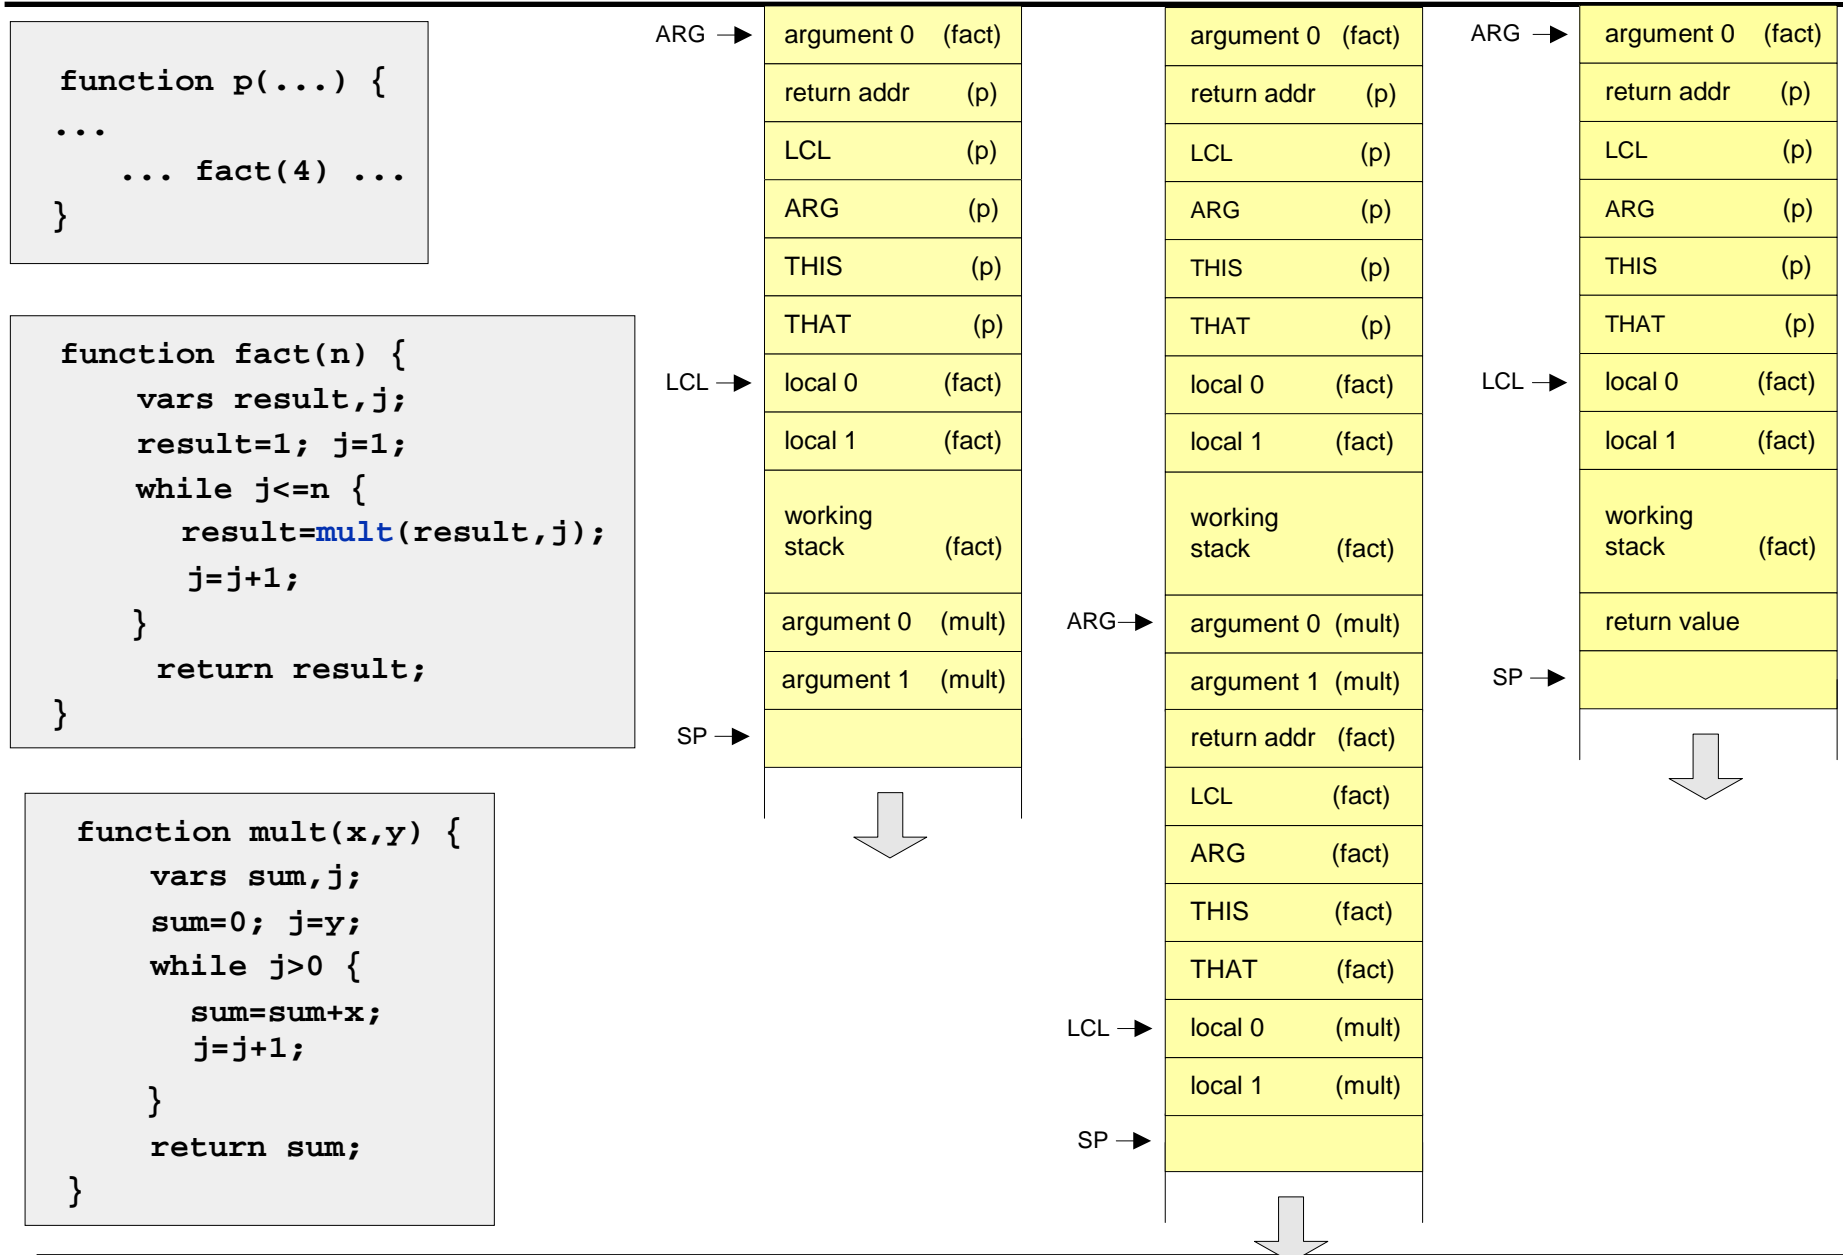 function p(...) {
...
... fact(4) ...
}
function fact(n) {
vars result,j;
result=1; j=1;
while j<=n {
result=mult(result,j);
j=j+1;
}
return result;
}
function mult(x,y) {
vars sum,j;
sum=0; j=y;
while j>0 {
sum=sum+x;
j=j+1;
}
return sum;
}
ARG
argument 0 (fact)
return addr (p)
LCL (p)
ARG (p)
THIS (p)
THAT (p)
LCL
local 0 (fact)
local 1 (fact)
working
stack (fact)
argument 0 (mult)
argument 1 (mult)
SP
argument 0 (fact)
return addr (p)
LCL (p)
ARG (p)
THIS (p)
THAT (p)
local 0 (fact)
local 1 (fact)
working
stack (fact)
ARG
argument 0 (mult)
argument 1 (mult)
return addr (fact)
LCL (fact)
ARG (fact)
THIS (fact)
THAT (fact)
LCL
local 0 (mult)
local 1 (mult)
SP
ARG
argument 0 (fact)
return addr (p)
LCL (p)
ARG (p)
THIS (p)
THAT (p)
LCL
local 0 (fact)
local 1 (fact)
working
stack (fact)
return value
SP